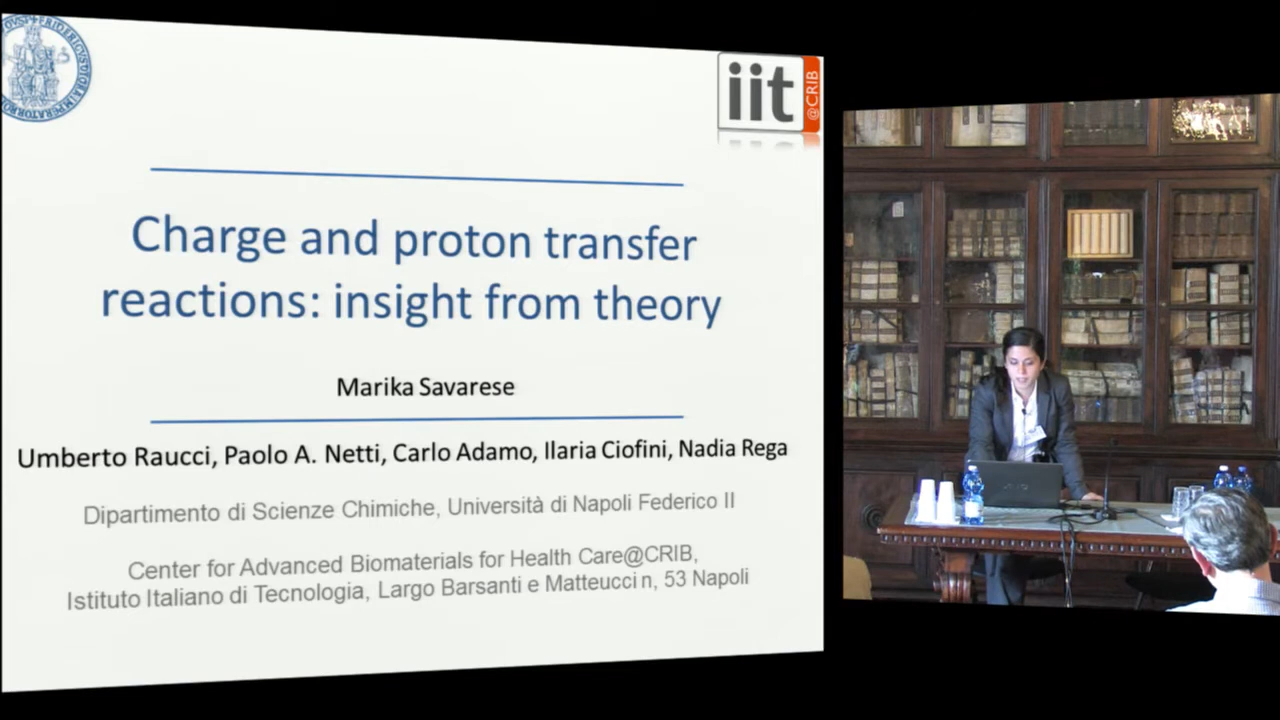 iit
@CRIB
Charge and proton transfer
reactions: insight from theory
Marika Savarese
Umberto Raucci, Paolo A. Netti, Carlo Adamo, Ilaria Ciofini, Nadia Rega
Dipartimento di Scienze Chimiche, Università di Napoli Federico II
Center for Advanced Biomaterials for Health Care@CRIB,
Istituto Italiano di Tecnologia, Largo Barsanti e Matteucci n, 53 Napoli